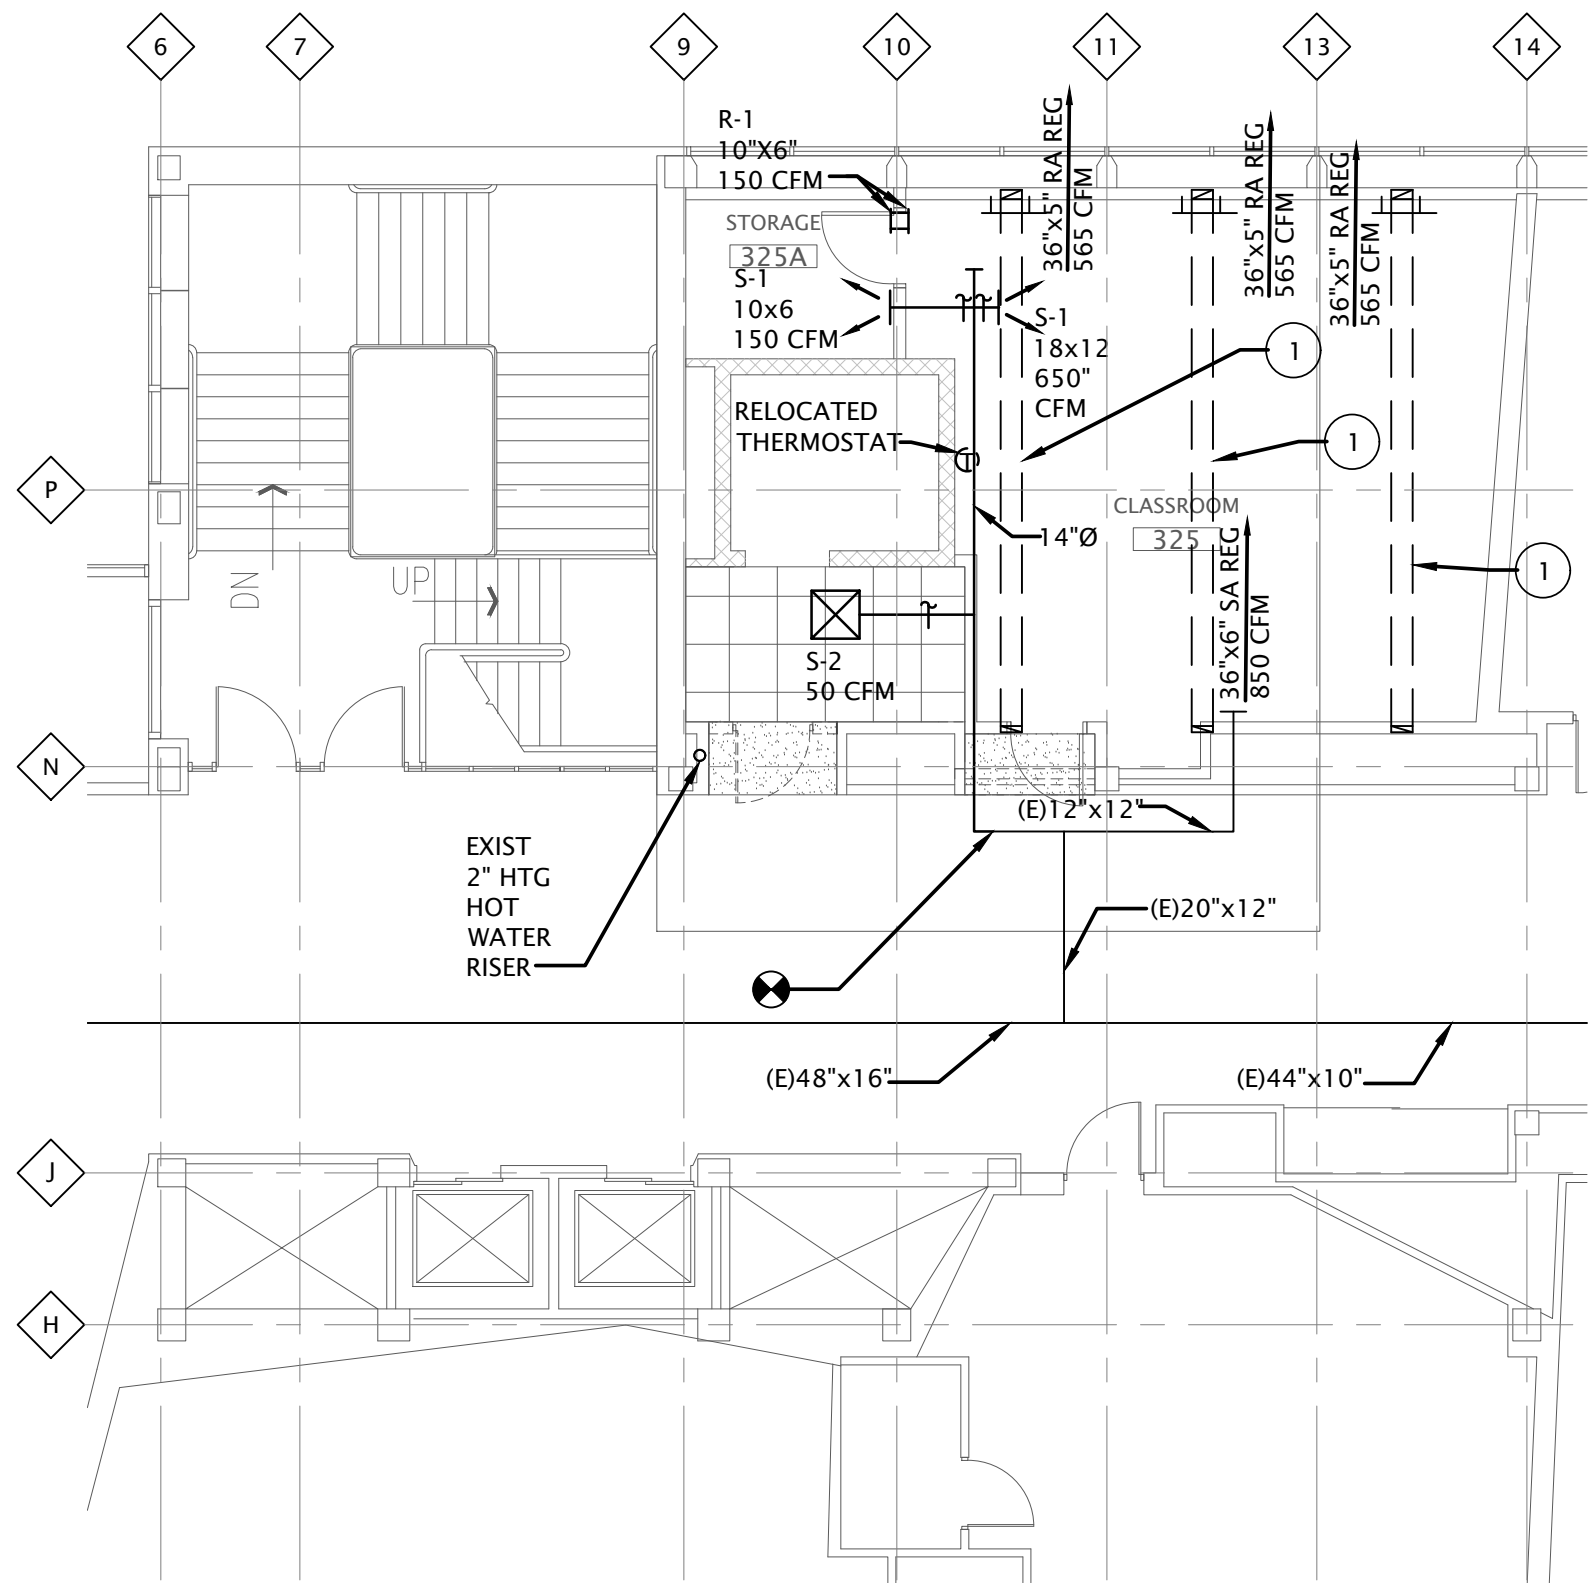 6
7
9
10
11
13
14
R-1
10"X6"
150 CFM
36"x5" RA REG
565 CFM
36"x5" RA REG
565 CFM
36"x5" RA REG
565 CFM
STORAGE
325A
S-1
10x6
150 CFM
S-1
18x12
650"
CFM
1
RELOCATED
THERMOSTAT
T
1
P
CLASSROOM
325
14"Ø
1
DN
UP
36"x6" SA REG
850 CFM
S-2
50 CFM
N
(E)12"x12"
EXIST
2" HTG
HOT
WATER
RISER
(E)20"x12"
(E)48"x16"
(E)44"x10"
J
H